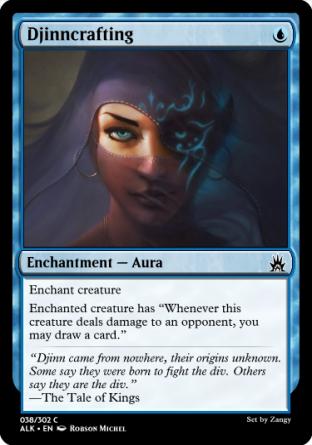 Djinncrafting
Enchantment — Aura
Enchant creature
Enchanted creature has “Whenever this
creature deals damage to an opponent, you
may draw a card.”
“Djinn came from nowhere, their origins unknown.
Some say they were born to fight the div. Others
say they are the div.”
—The Tale of Kings
038/302 C
ALK • EN Robson Michel
Set by Zangy